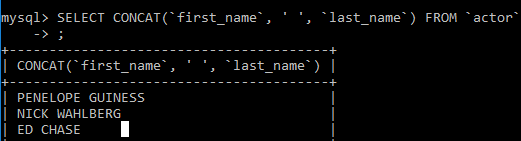 mysql> SELECT CONCAT(`first_name`, ' ', `last_name`) FROM `actor`
    -> ;
+----------------------------------------+
| CONCAT(`first_name`, ' ', `last_name`) |
+----------------------------------------+
| PENELOPE GUINESS                       |
| NICK WAHLBERG                          |
| ED CHASE                               |